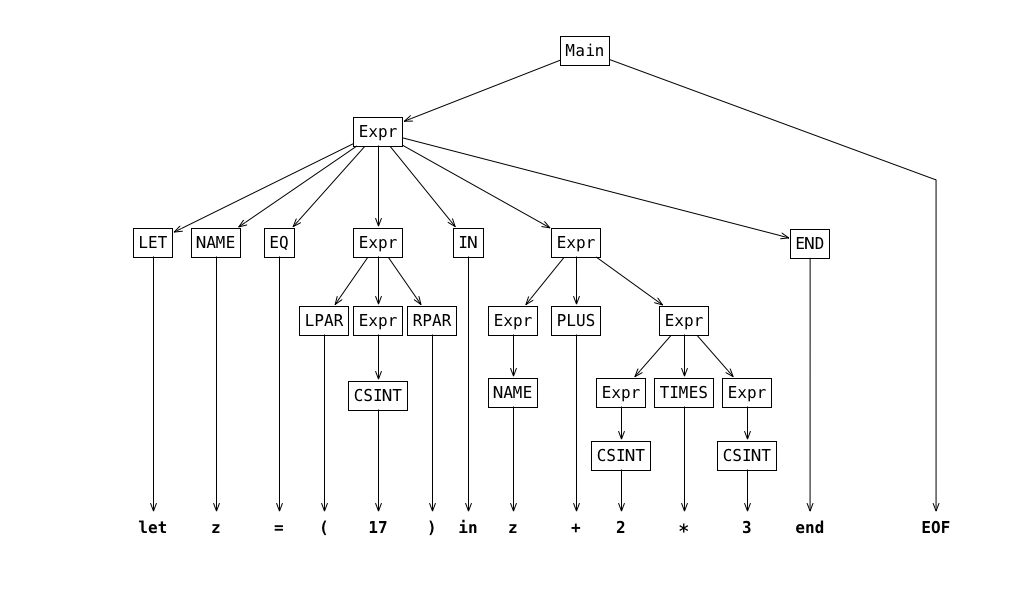 Main
Expr
LET NAME EQ Expr IN Expr END
LPAR Expr RPAR Expr PLUS Expr
CSINT NAME Expr TIMES Expr
CSINT CSINT
let z = ( 17 ) in z + 2 * 3 end EOF